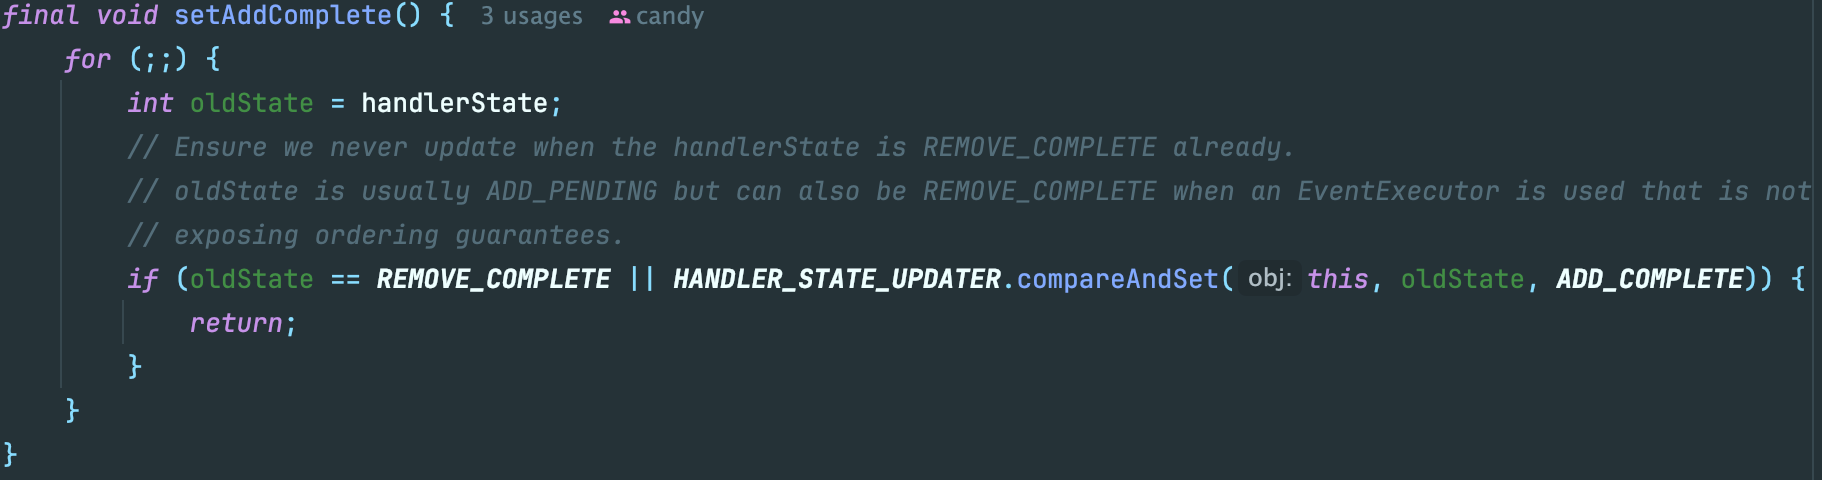 final void setAddComplete() { 3 usages candy
for (;;) {
int oldState = handlerState;
// Ensure we never update when the handlerState is REMOVE_COMPLETE already.
// oldState is usually ADD_PENDING but can also be REMOVE_COMPLETE when an EventExecutor is used that is not
// exposing ordering guarantees.
if (oldState == REMOVE_COMPLETE || HANDLER_STATE_UPDATER.compareAndSet( obj: this, oldState, ADD_COMPLETE)) {
return;
}
}
}